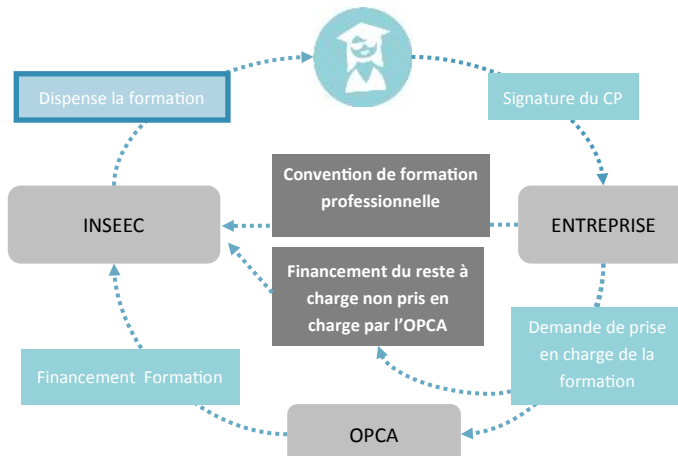 Dispense la formation
Signature du CP
Convention de formation
professionnelle
INSEEC
ENTREPRISE
Financement du reste à
charge non pris en
charge par l'OPCA
Demande de prise
en charge de la
formation
Financement Formation
OPCA